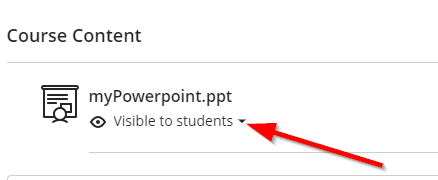 Course Content
myPowerpoint.ppt
Visible to students